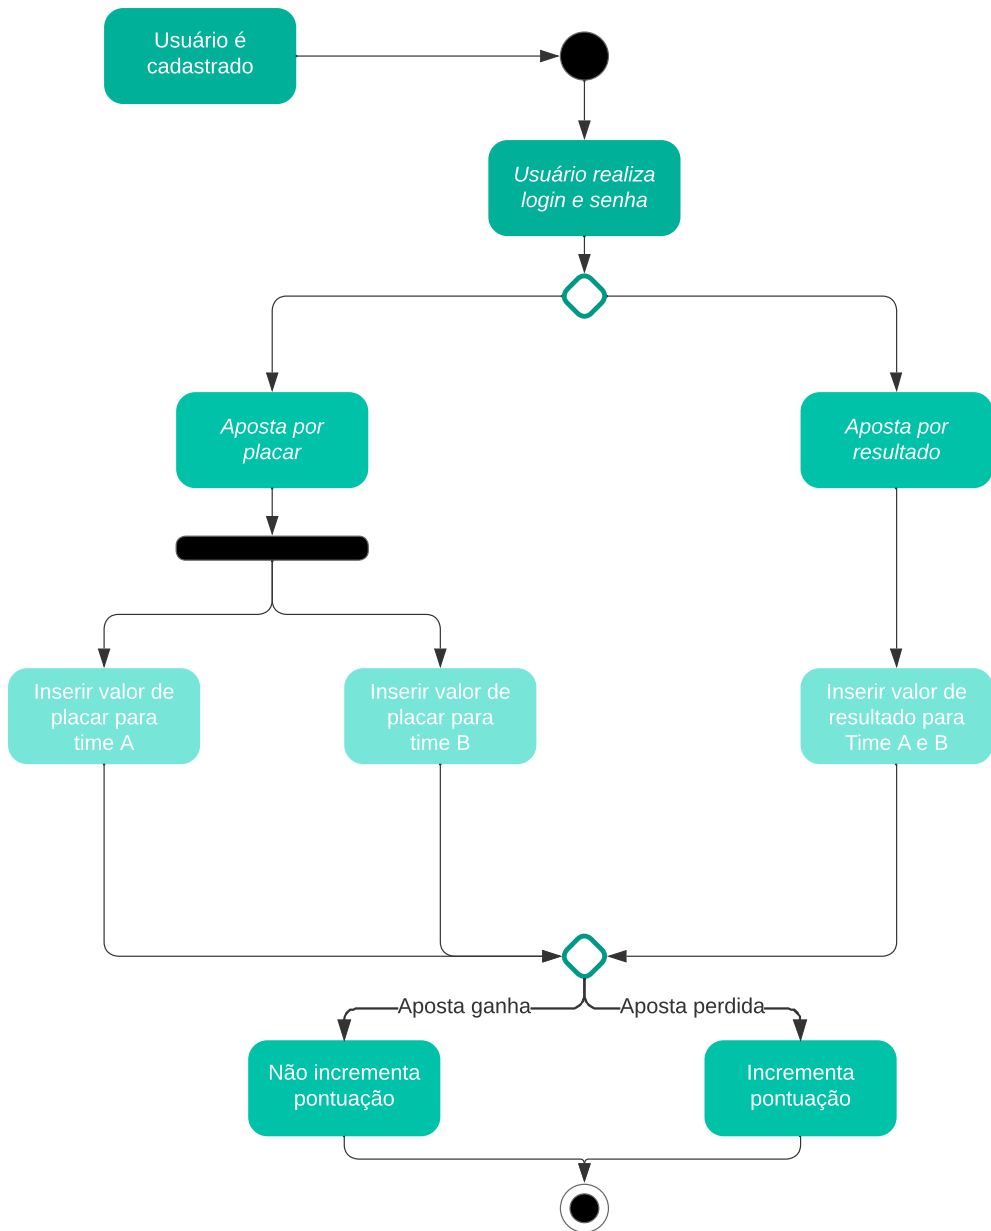 Usuário é
cadastrado
Usuário realiza
login e senha
Aposta por
placar
Aposta por
resultado
Inserir valor de
placar para
time A
Inserir valor de
placar para
time B
Inserir valor de
resultado para
Time A e B
Aposta ganha
Aposta perdida
Não incrementa
pontuação
Incrementa
pontuação